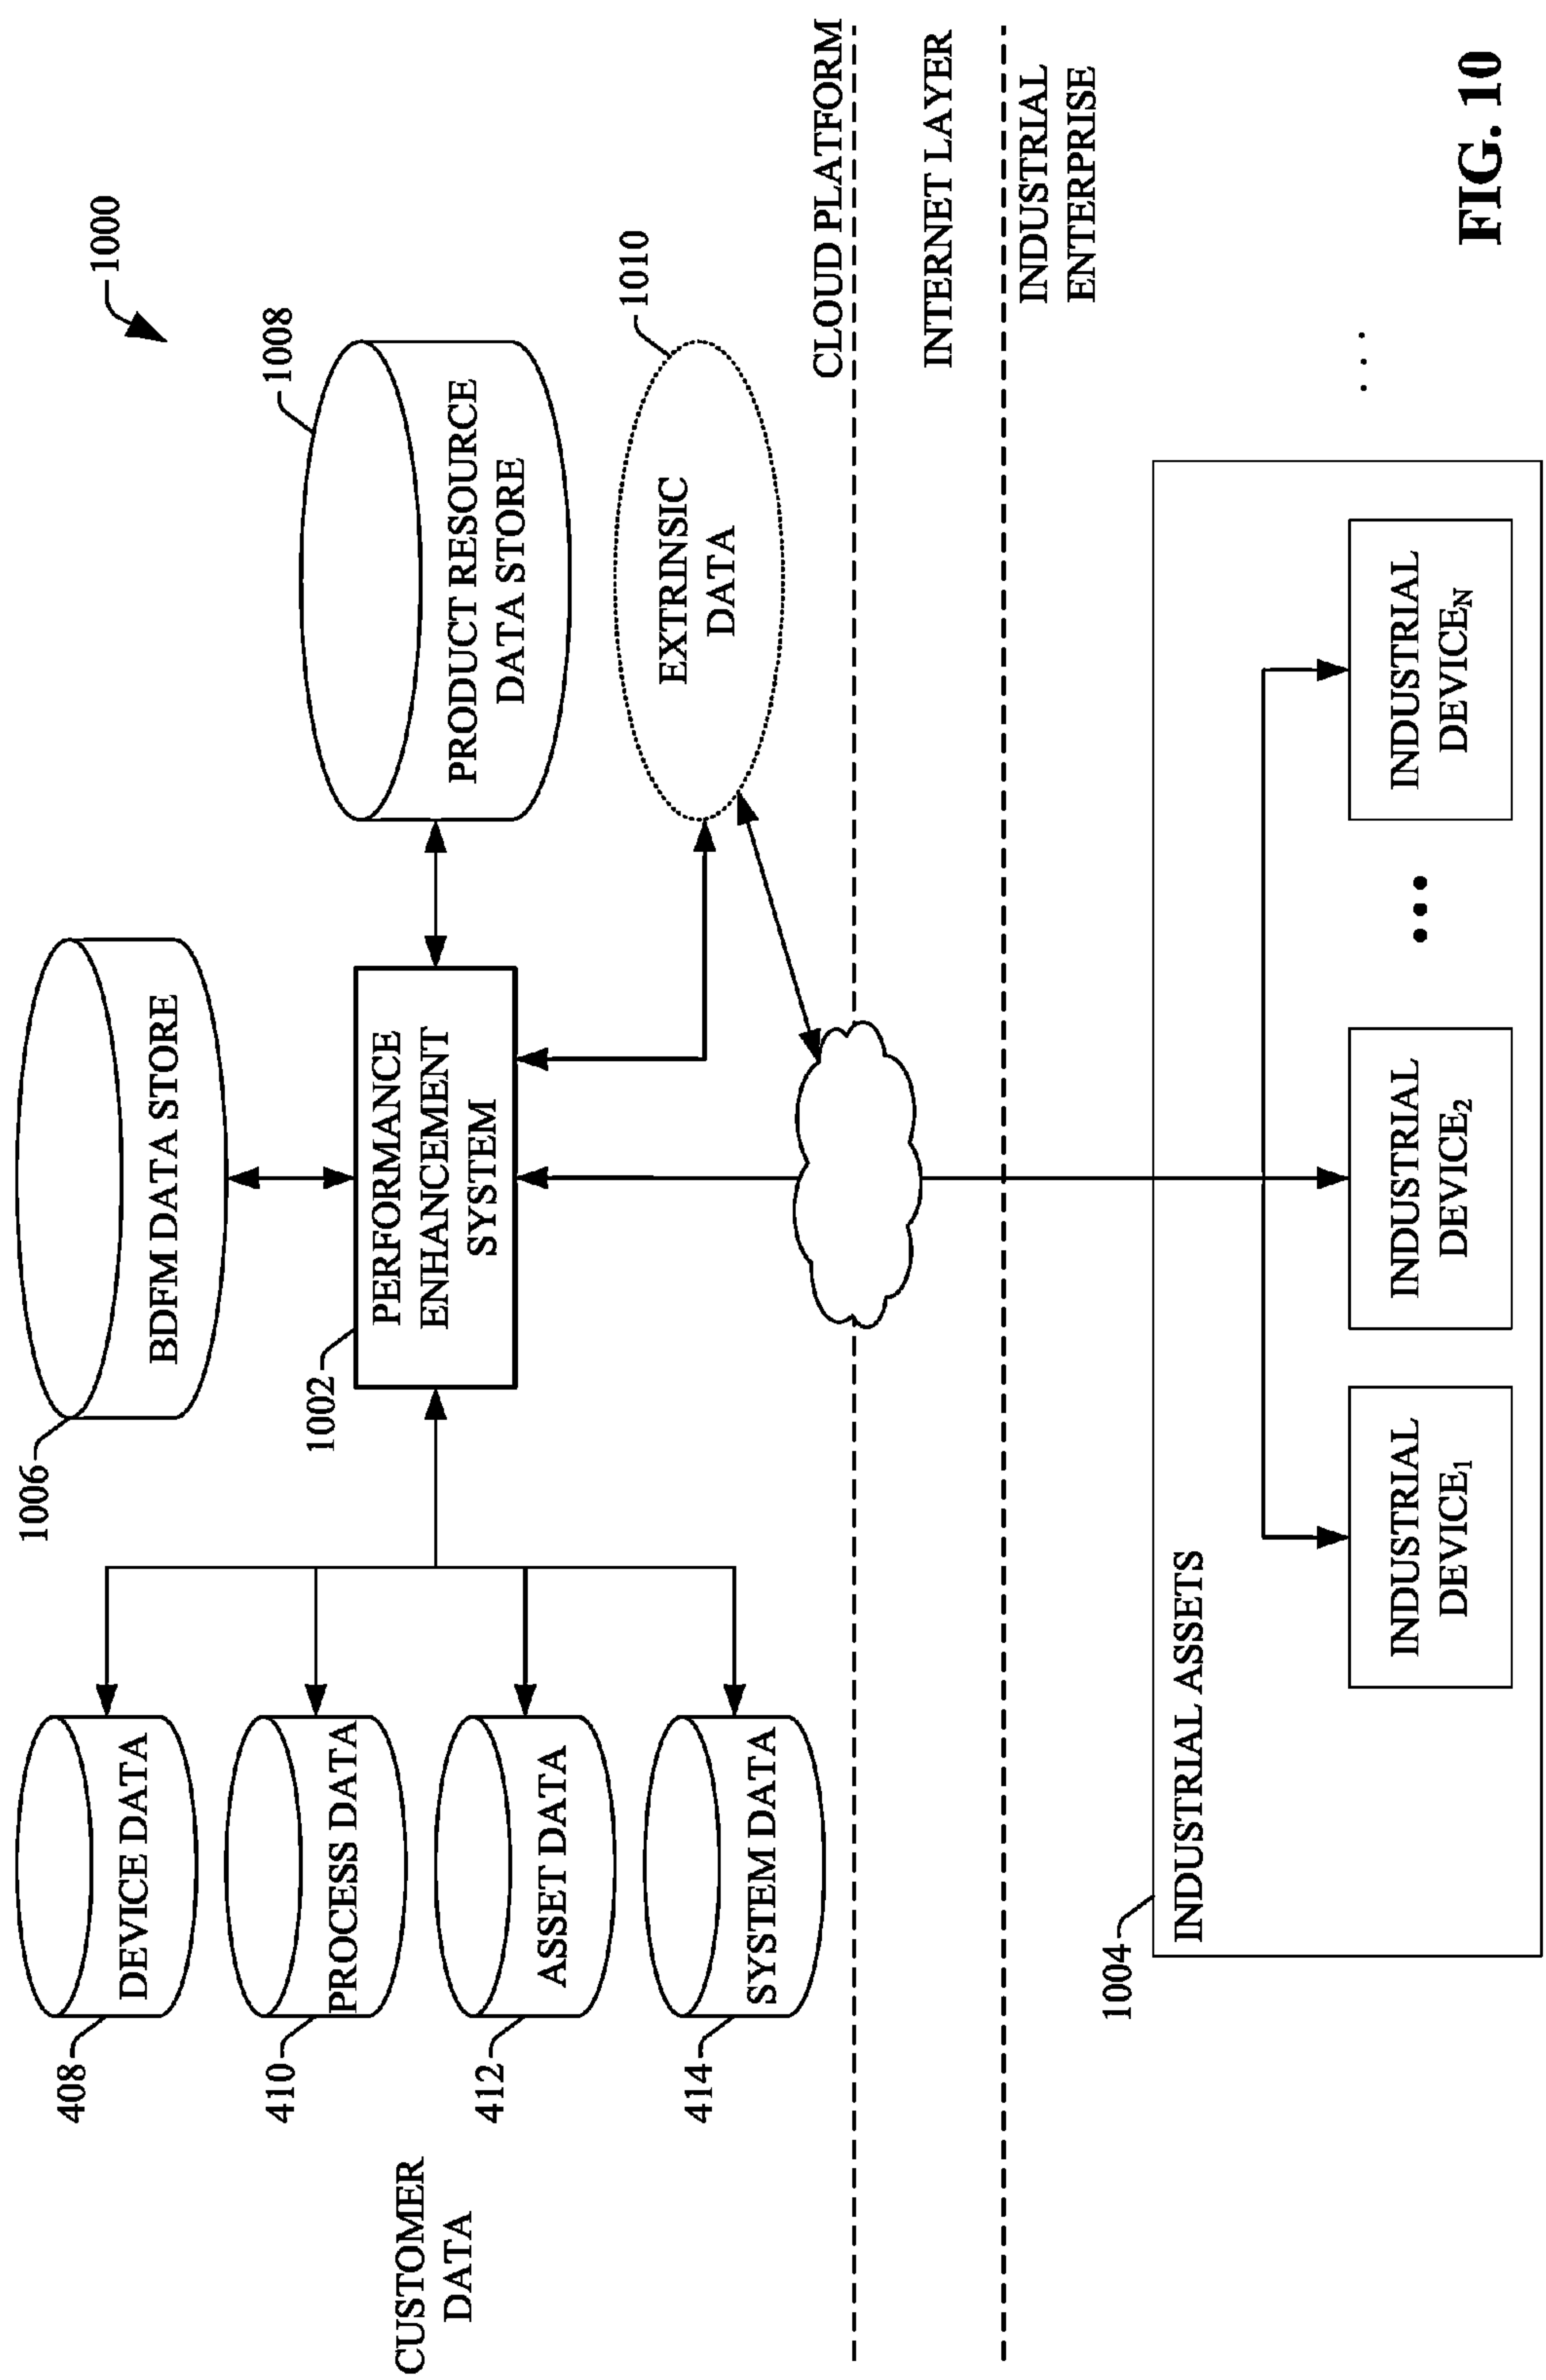 1000
1006
BDFM DATA STORE
1008
PRODUCT RESOURCE
DATA STORE
408
DEVICE DATA
410
PROCESS DATA
412
ASSET DATA
414
SYSTEM DATA
CUSTOMER
DATA
1002
PERFORMANCE
ENHANCEMENT
SYSTEM
1010
EXTRINSIC
DATA
CLOUD PLATFORM
INTERNET LAYER
INDUSTRIAL
ENTERPRISE
1004
INDUSTRIAL ASSETS
INDUSTRIAL
DEVICE₁
INDUSTRIAL
DEVICE₂
•••
INDUSTRIAL
DEVICE_N
...
FIG. 10